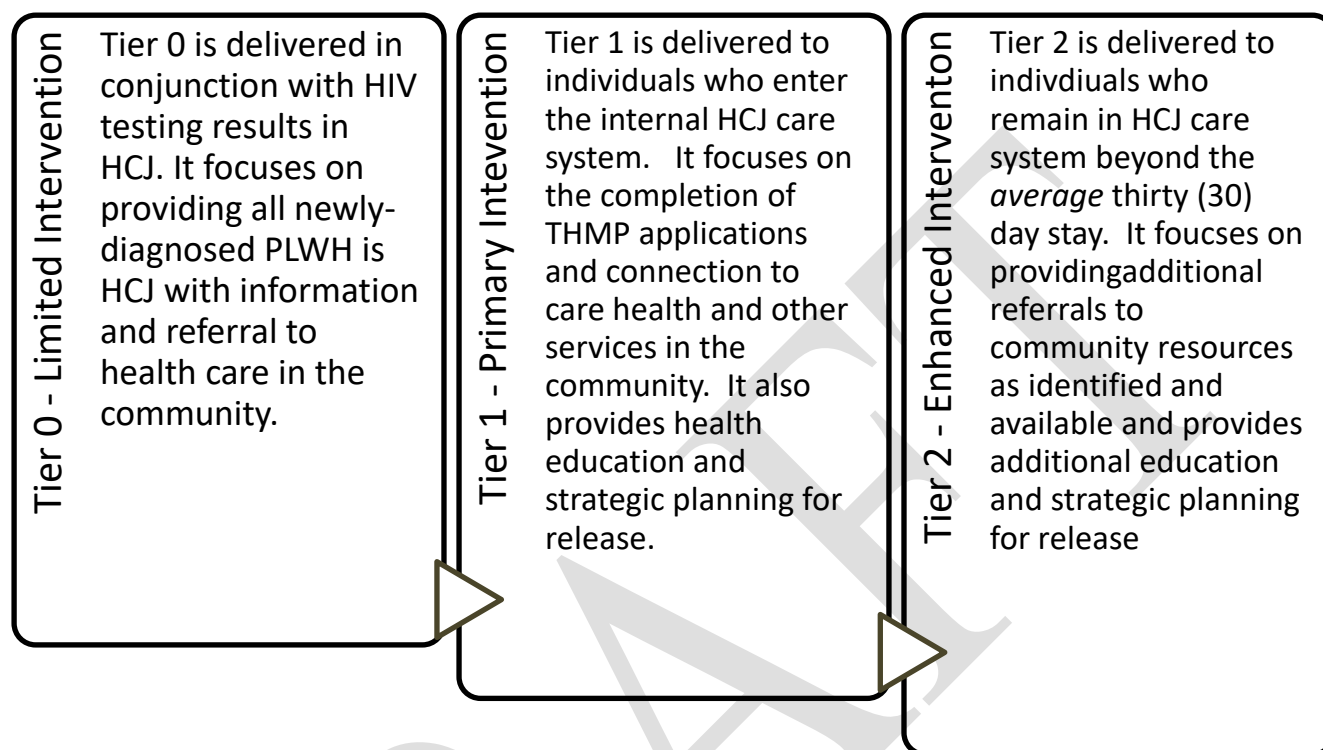 Tier 0 - Limited Intervention
Tier 0 is delivered in
conjunction with HIV
testing results in
HCJ. It focuses on
providing all newly-
diagnosed PLWH is
HCJ with information
and referral to
health care in the
community.
Tier 1 - Primary Intevention
Tier 1 is delivered to
individuals who enter
the internal HCJ care
system.   It focuses on
the completion of
THMP applications
and connection to
care health and other
services in the
community.  It also
provides health
education and
strategic planning for
release.
Tier 2 - Enhanced Interventon
Tier 2 is delivered to
indivdiuals who
remain in HCJ care
system beyond the
average thirty (30)
day stay.  It foucses on
providingadditional
referrals to
community resources
as identified and
available and provides
additional education
and strategic planning
for release